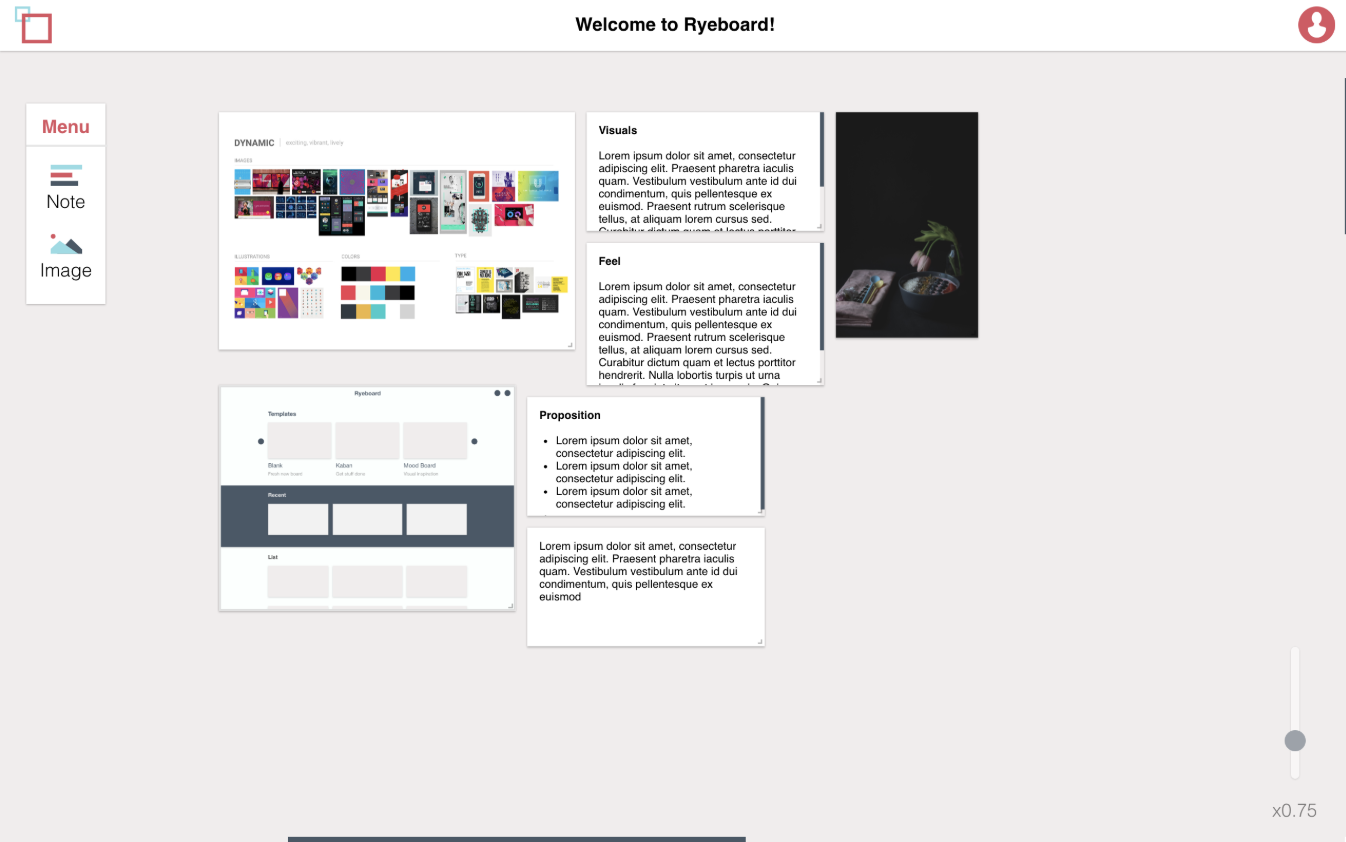 Welcome to Ryeboard!
Menu
Note
Image
DYNAMIC exciting, vibrant, lively
IMAGES
ILLUSTRATIONS
COLORS
TYPE
Visuals
Lorem ipsum dolor sit amet, consectetur
adipiscing elit. Praesent pharetra iaculis
quam. Vestibulum vestibulum ante id dui
condimentum, quis pellentesque ex
euismod. Praesent rutrum scelerisque
tellus, at aliquam lorem cursus sed.
Curabitur dictum quam et lectus porttitor
Feel
Lorem ipsum dolor sit amet, consectetur
adipiscing elit. Praesent pharetra iaculis
quam. Vestibulum vestibulum ante id dui
condimentum, quis pellentesque ex
euismod. Praesent rutrum scelerisque
tellus, at aliquam lorem cursus sed.
Curabitur dictum quam et lectus porttitor
hendrerit. Nulla lobortis turpis ut urna
Ryeboard
Templates
Blank
Fresh new board
Kaban
Get stuff done
Mood Board
Visual inspiration
Recent
List
Proposition
• Lorem ipsum dolor sit amet,
consectetur adipiscing elit.
• Lorem ipsum dolor sit amet,
consectetur adipiscing elit.
• Lorem ipsum dolor sit amet,
consectetur adipiscing elit.
Lorem ipsum dolor sit amet, consectetur
adipiscing elit. Praesent pharetra iaculis
quam. Vestibulum vestibulum ante id dui
condimentum, quis pellentesque ex
euismod
x0.75